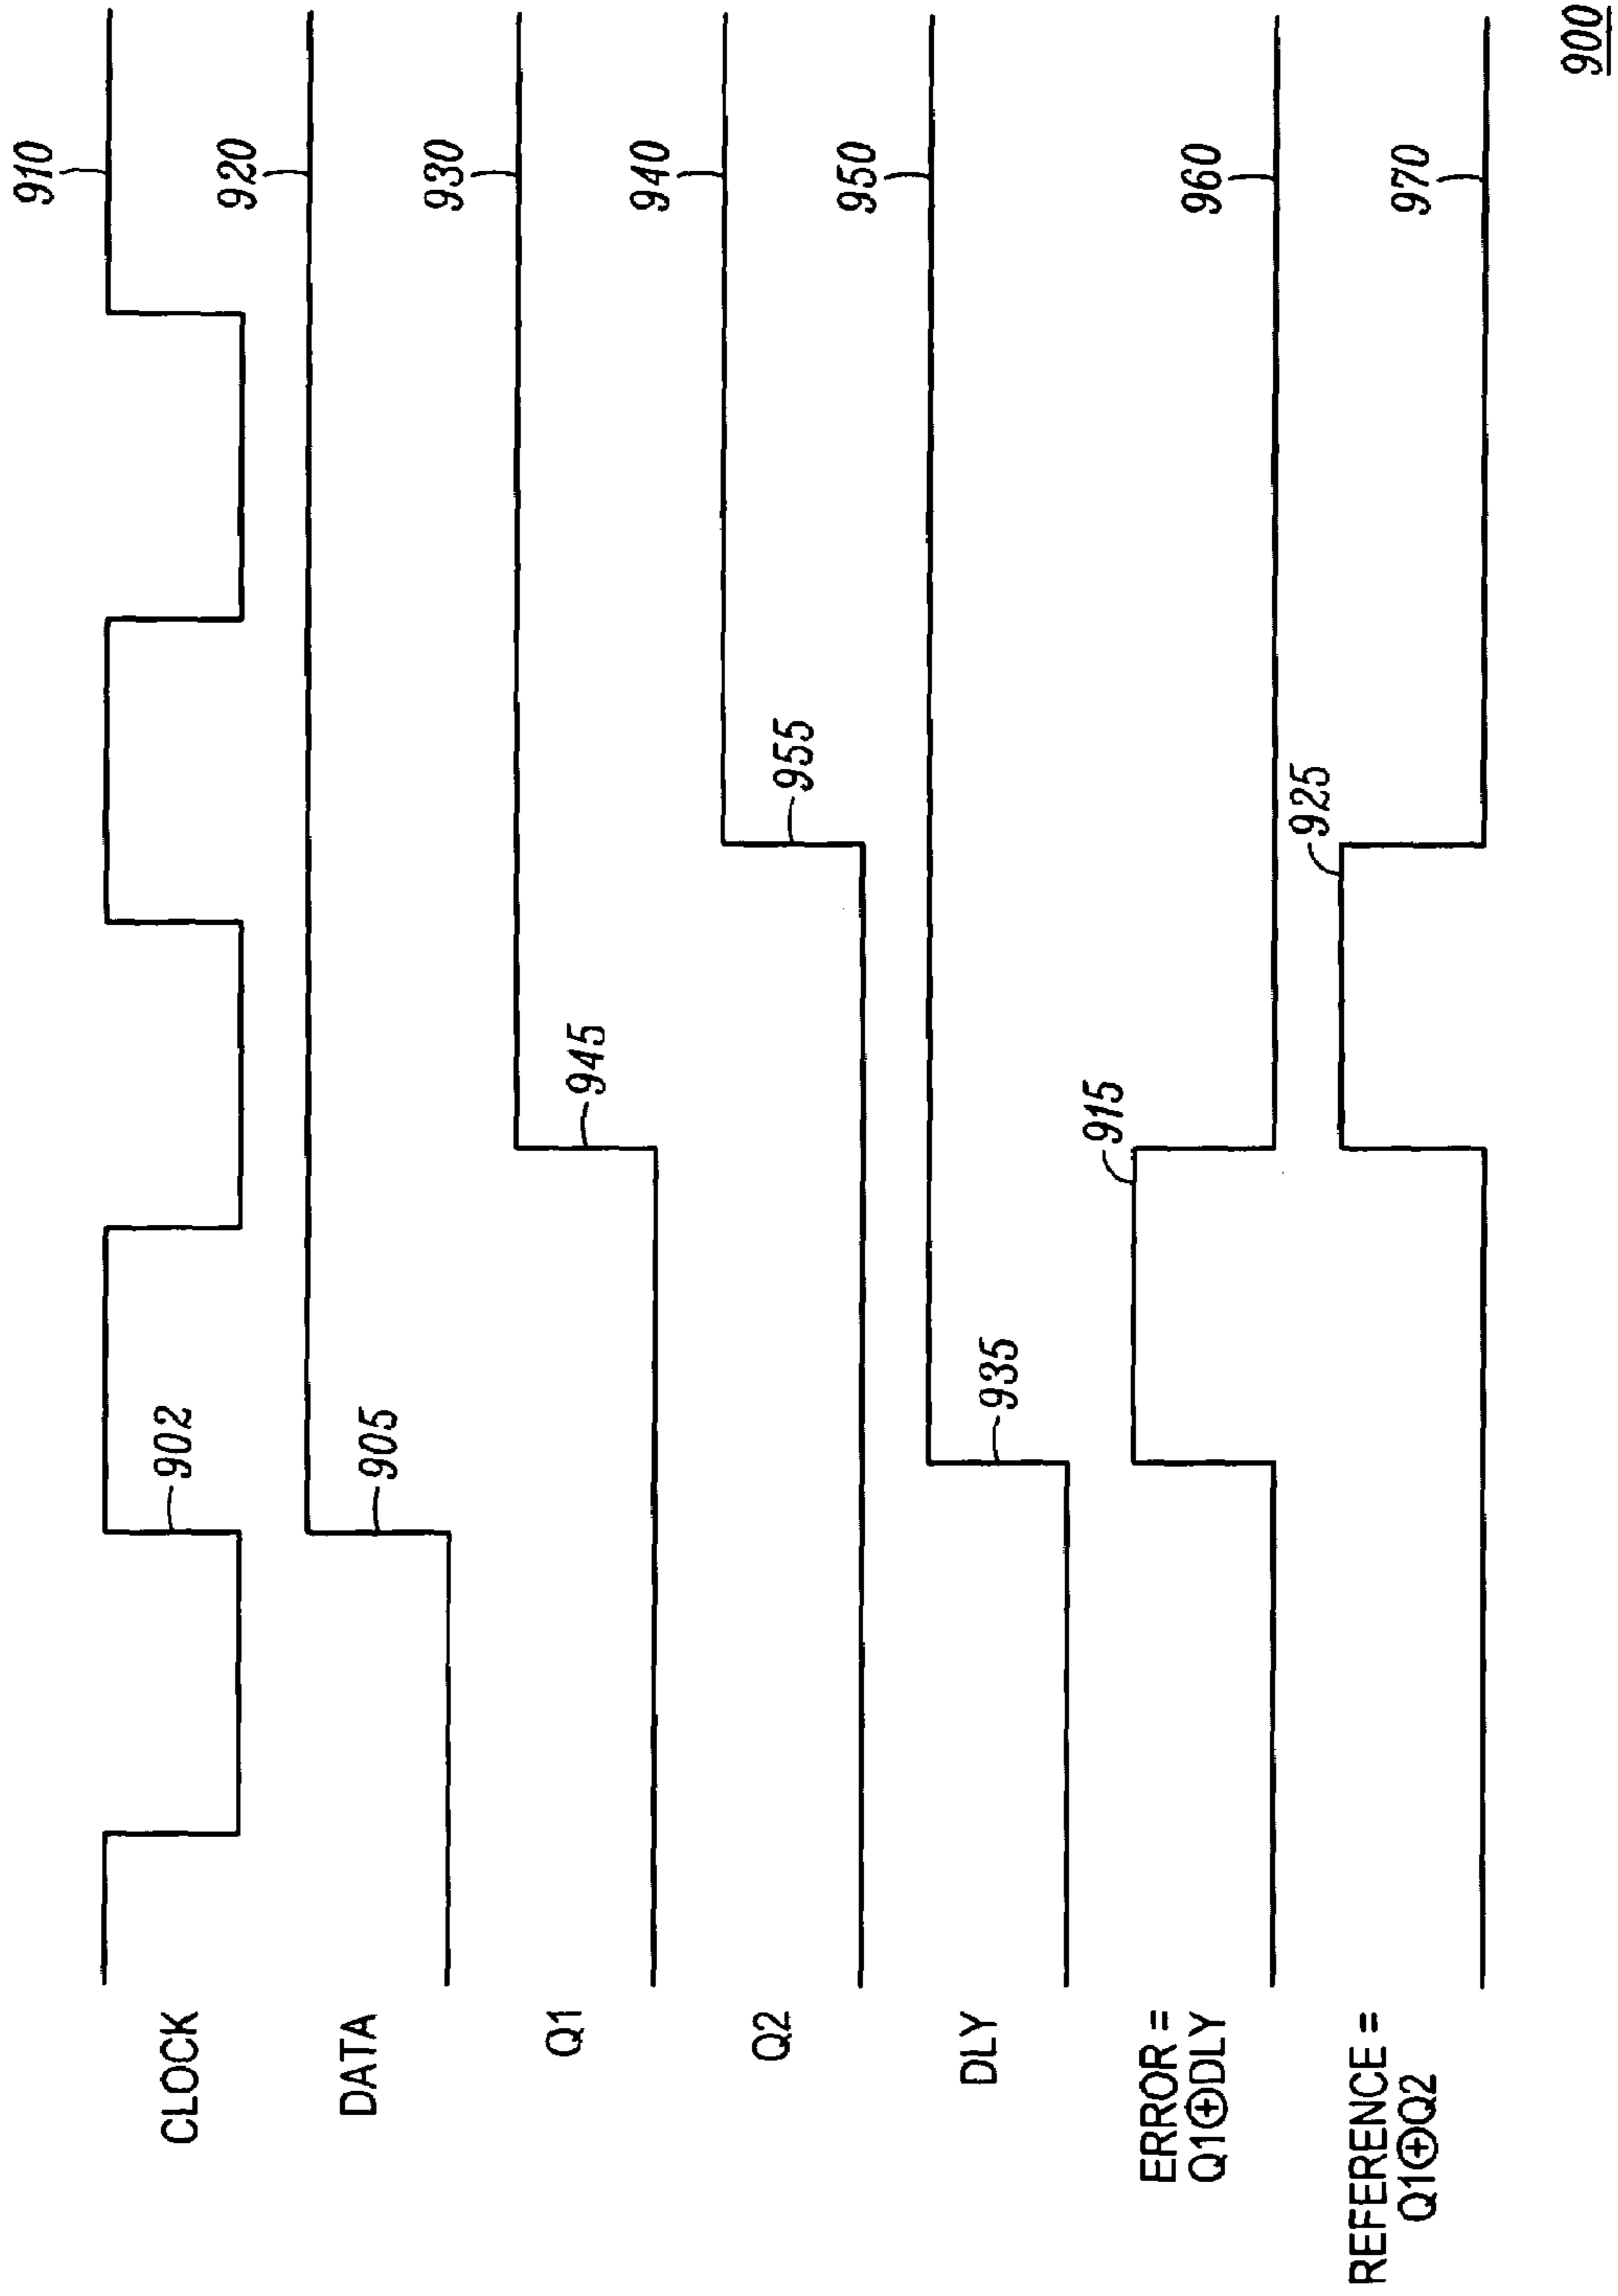 CLOCK
902
910
DATA
905
920
Q1
945
930
Q2
955
940
DLY
935
950
ERROR =
Q1⊕DLY
915
960
REFERENCE =
Q1⊕Q2
925
970
900